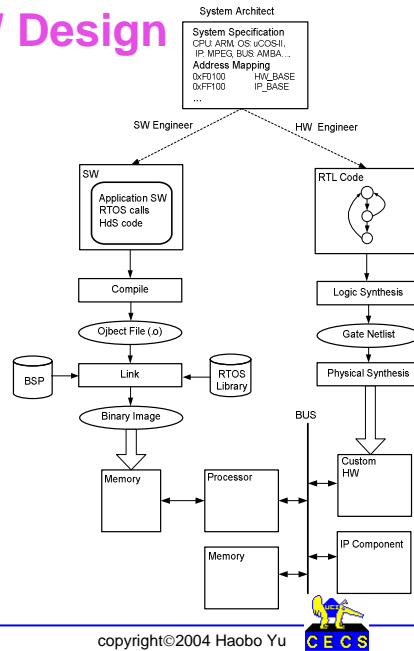 System Architect
Design
System Specification
CPU: ARM, OS: uCOS-II,
IP: MPEG, BUS: AMBA...,
Address Mapping
0xF0100 HW_BASE
0xFF100 IP_BASE
...
SW Engineer
HW Engineer
SW
Application SW
RTOS calls
HdS code
RTL Code
Compile
Logic Synthesis
Ojbect File (.o)
Gate Netlist
BSP
Link
RTOS
Library
Physical Synthesis
Binary Image
BUS
Memory
Processor
Custom
HW
Memory
IP Component
copyright©2004 Haobo Yu
UCI
CECS